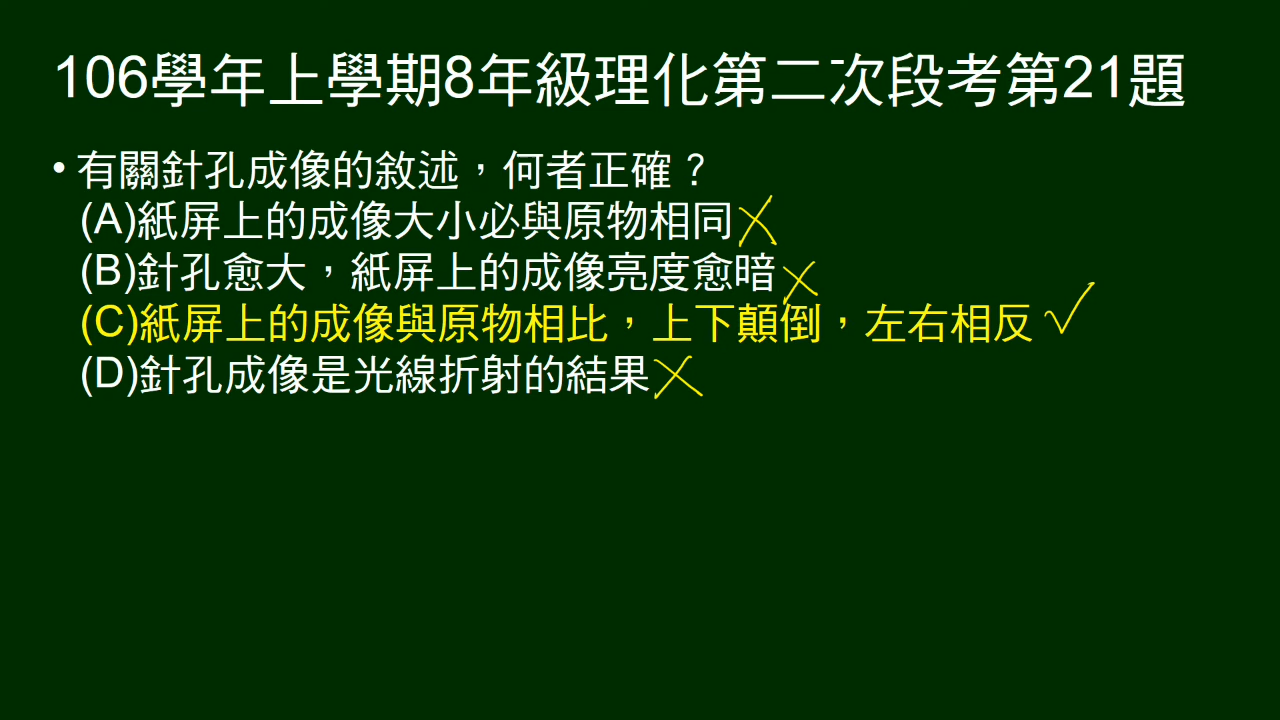 106學年上學期8年級理化第二次段考第21題
• 有關針孔成像的敘述，何者正確？
(A)紙屏上的成像大小必與原物相同
(B)針孔愈大，紙屏上的成像亮度愈暗
(C)紙屏上的成像與原物相比，上下顛倒，左右相反
(D)針孔成像是光線折射的結果